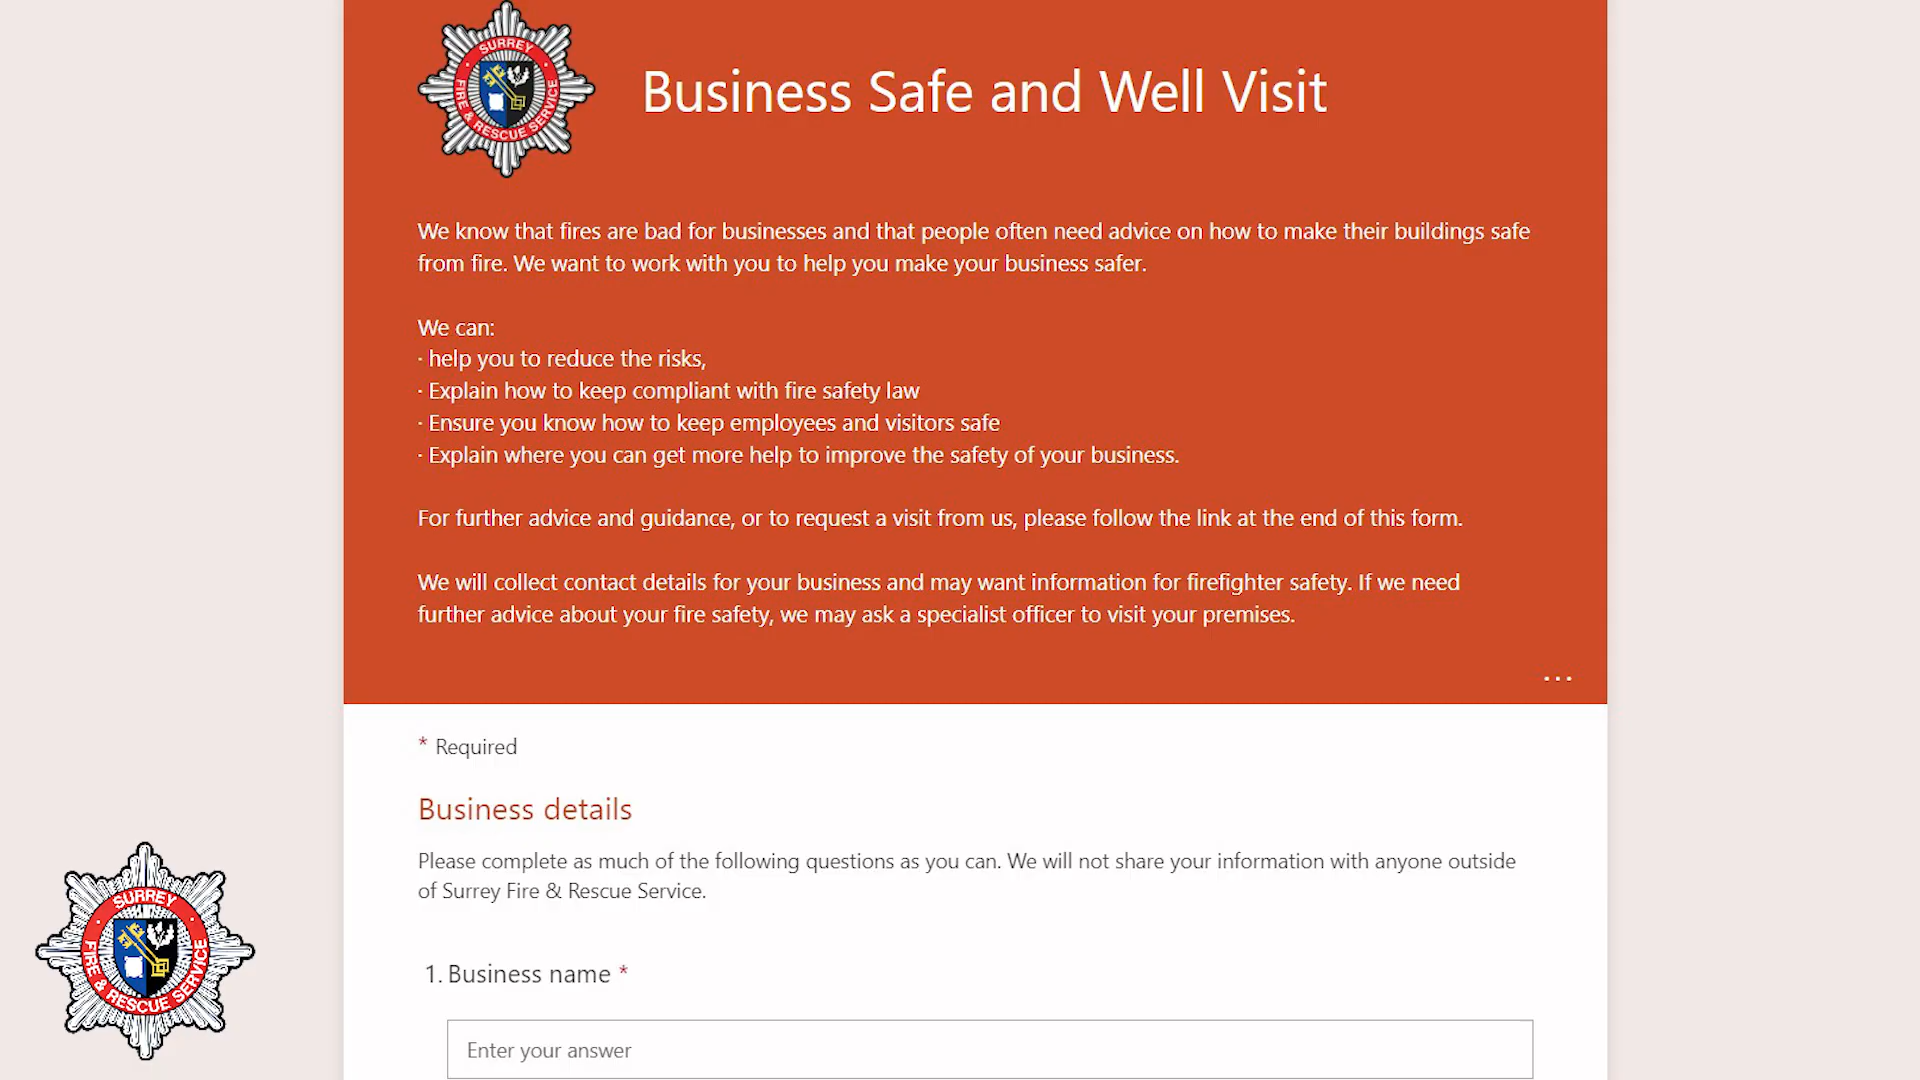 SURREY
FIRE & RESCUE SERVICE
Business Safe and Well Visit
We know that fires are bad for businesses and that people often need advice on how to make their buildings safe
from fire. We want to work with you to help you make your business safer.
We can:
· help you to reduce the risks,
· Explain how to keep compliant with fire safety law
· Ensure you know how to keep employees and visitors safe
· Explain where you can get more help to improve the safety of your business.
For further advice and guidance, or to request a visit from us, please follow the link at the end of this form.
We will collect contact details for your business and may want information for firefighter safety. If we need
further advice about your fire safety, we may ask a specialist officer to visit your premises.
...
* Required
Business details
Please complete as much of the following questions as you can. We will not share your information with anyone outside
of Surrey Fire & Rescue Service.
1. Business name *
Enter your answer
SURREY
FIRE & RESCUE SERVICE